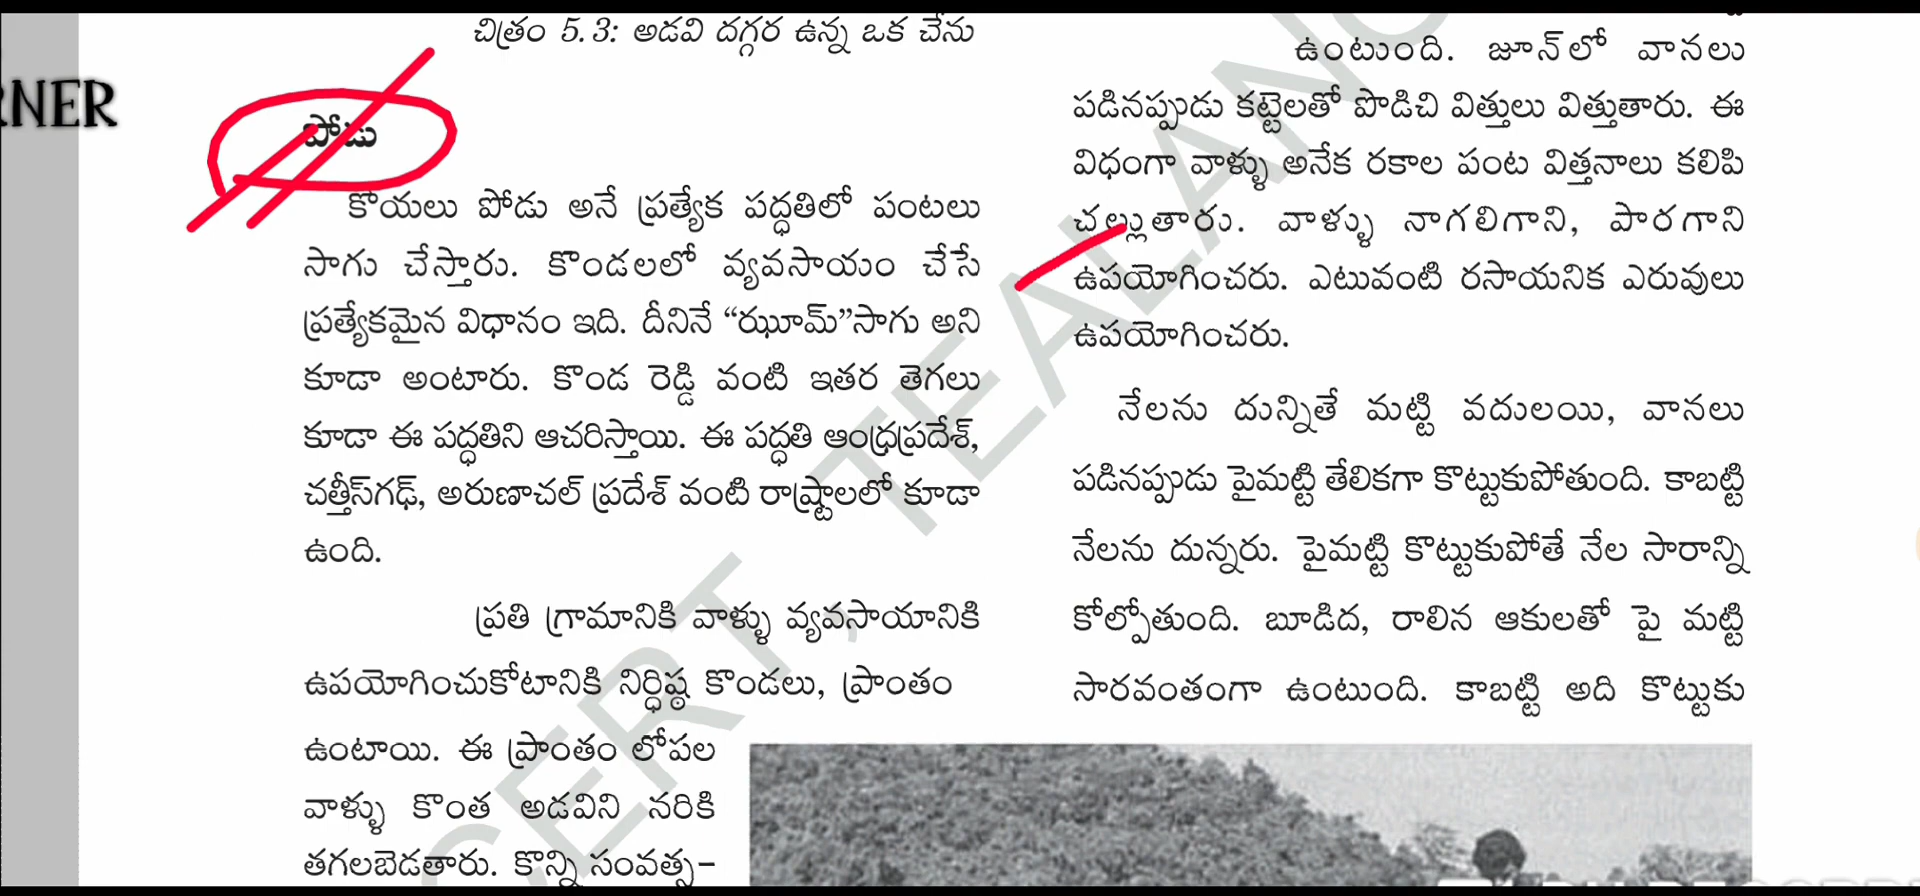 చిత్రం 5.3: అడవి దగ్గర ఉన్న ఒక చేను
RNER
పోడు
కొయలు పోడు అనే ప్రత్యేక పద్ధతిలో పంటలు
సాగు చేస్తారు. కొండలలో వ్యవసాయం చేసే
ప్రత్యేకమైన విధానం ఇది. దీనినే “ఝూమ్”సాగు అని
కూడా అంటారు. కొండ రెడ్డి వంటి ఇతర తెగలు
కూడా ఈ పద్ధతిని ఆచరిస్తాయి. ఈ పద్ధతి ఆంధ్రప్రదేశ్,
చత్తీస్‌గఢ్, అరుణాచల్ ప్రదేశ్ వంటి రాష్ట్రాలలో కూడా
ఉంది.
ప్రతి గ్రామానికి వాళ్ళు వ్యవసాయానికి
ఉపయోగించుకోటానికి నిర్ధిష్ఠ కొండలు, ప్రాంతం
ఉంటాయి. ఈ ప్రాంతం లోపల
వాళ్ళు కొంత అడవిని నరికి
తగలబెడతారు. కొన్ని సంవత్స-
ఉంటుంది. జూన్‌లో వానలు
పడినప్పుడు కట్టెలతో పొడిచి విత్తులు విత్తుతారు. ఈ
విధంగా వాళ్ళు అనేక రకాల పంట విత్తనాలు కలిపి
చల్లుతారు. వాళ్ళు నాగలిగాని, పారగాని
ఉపయోగించరు. ఎటువంటి రసాయనిక ఎరువులు
ఉపయోగించరు.
నేలను దున్నితే మట్టి వదులయి, వానలు
పడినప్పుడు పైమట్టి తేలికగా కొట్టుకుపోతుంది. కాబట్టి
నేలను దున్నరు. పైమట్టి కొట్టుకుపోతే నేల సారాన్ని
కోల్పోతుంది. బూడిద, రాలిన ఆకులతో పై మట్టి
సారవంతంగా ఉంటుంది. కాబట్టి అది కొట్టుకు
CERT, TEALANG